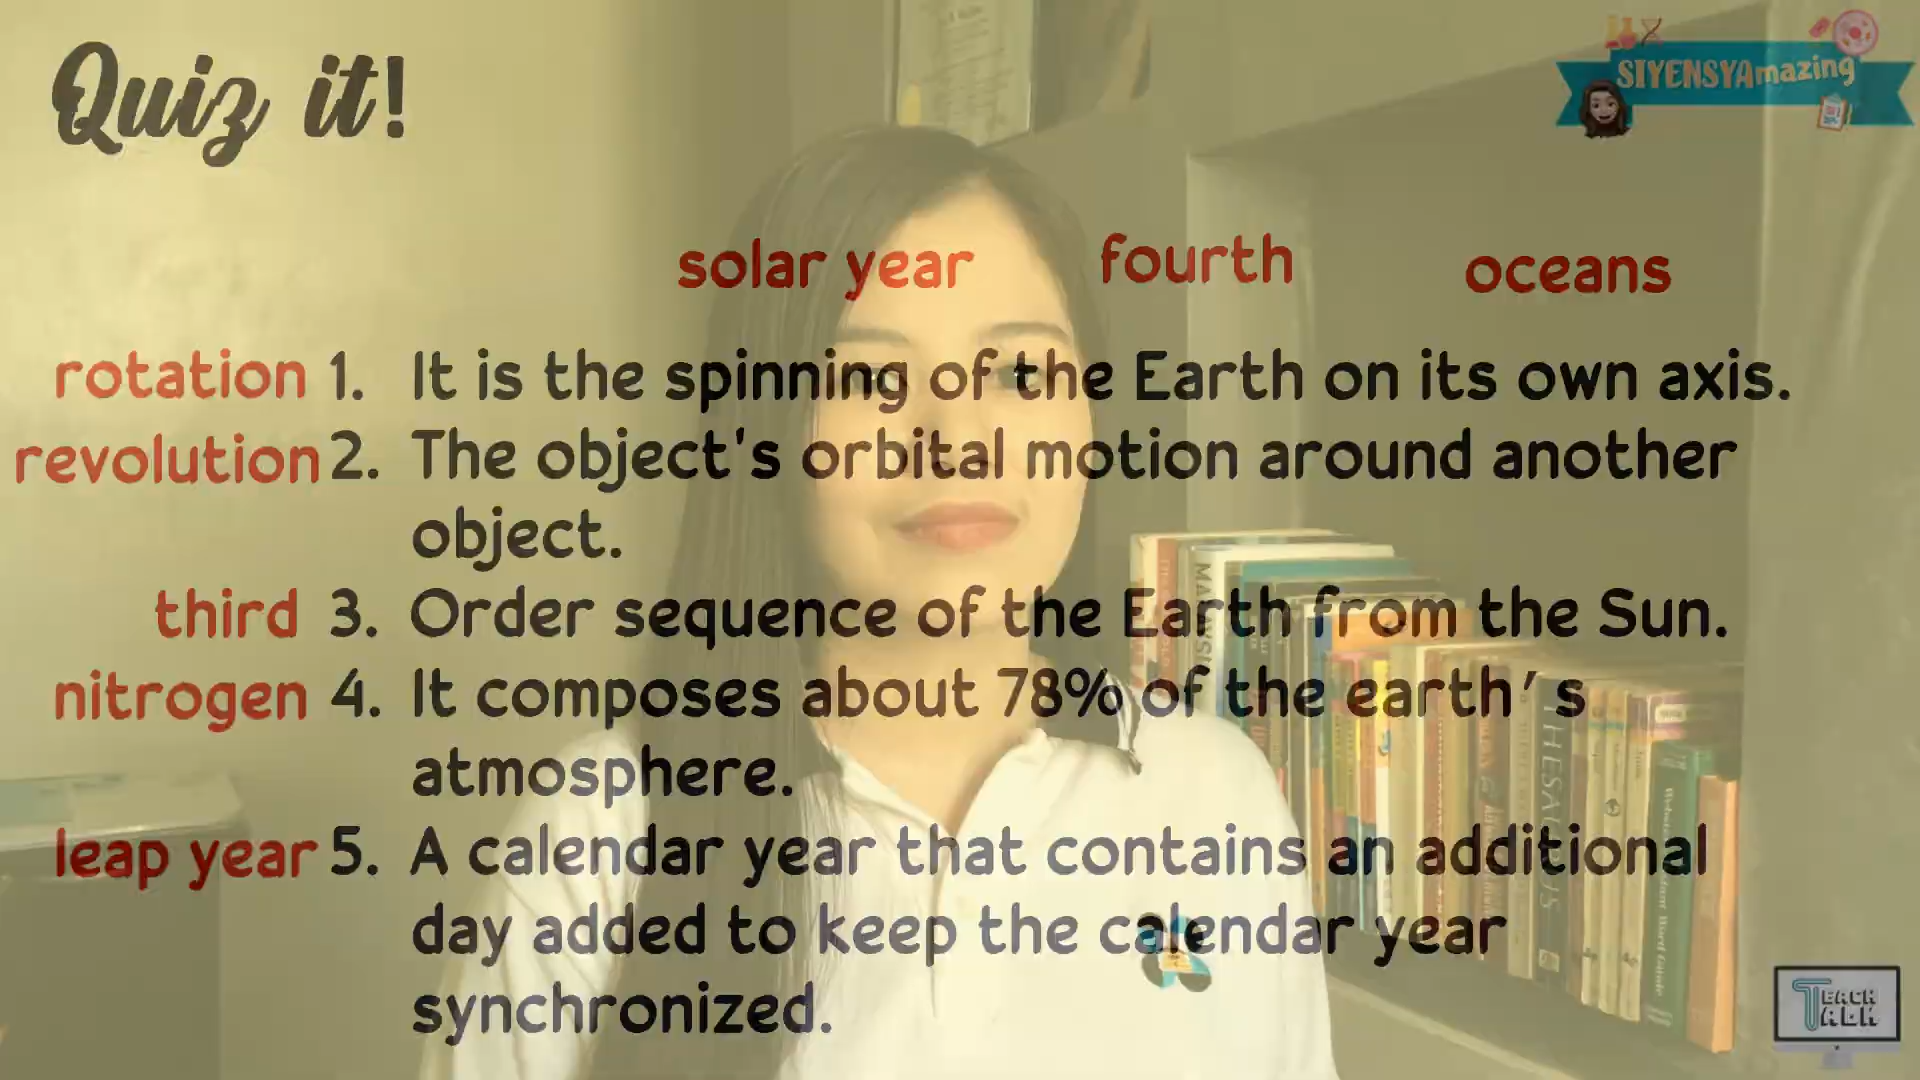 Quiz it!
SIYENSYAmazing
solar year fourth oceans
rotation 1. It is the spinning of the Earth on its own axis.
revolution 2. The object's orbital motion around another
object.
third 3. Order sequence of the Earth from the Sun.
nitrogen 4. It composes about 78% of the earth's
atmosphere.
leap year 5. A calendar year that contains an additional
day added to keep the calendar year
synchronized.
THESAURUS
TEACH
TALK